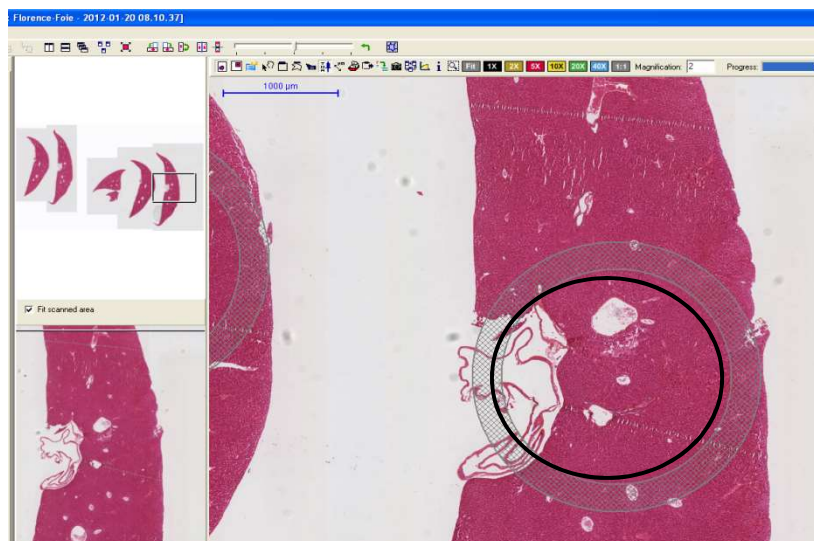 : Florence-Foie - 2012-01-20 08.10.37]
Fit 1X 2X 5X 10X 20X 40X 1:1 Magnification: 2 Progress:
1000 µm
Fit scanned area